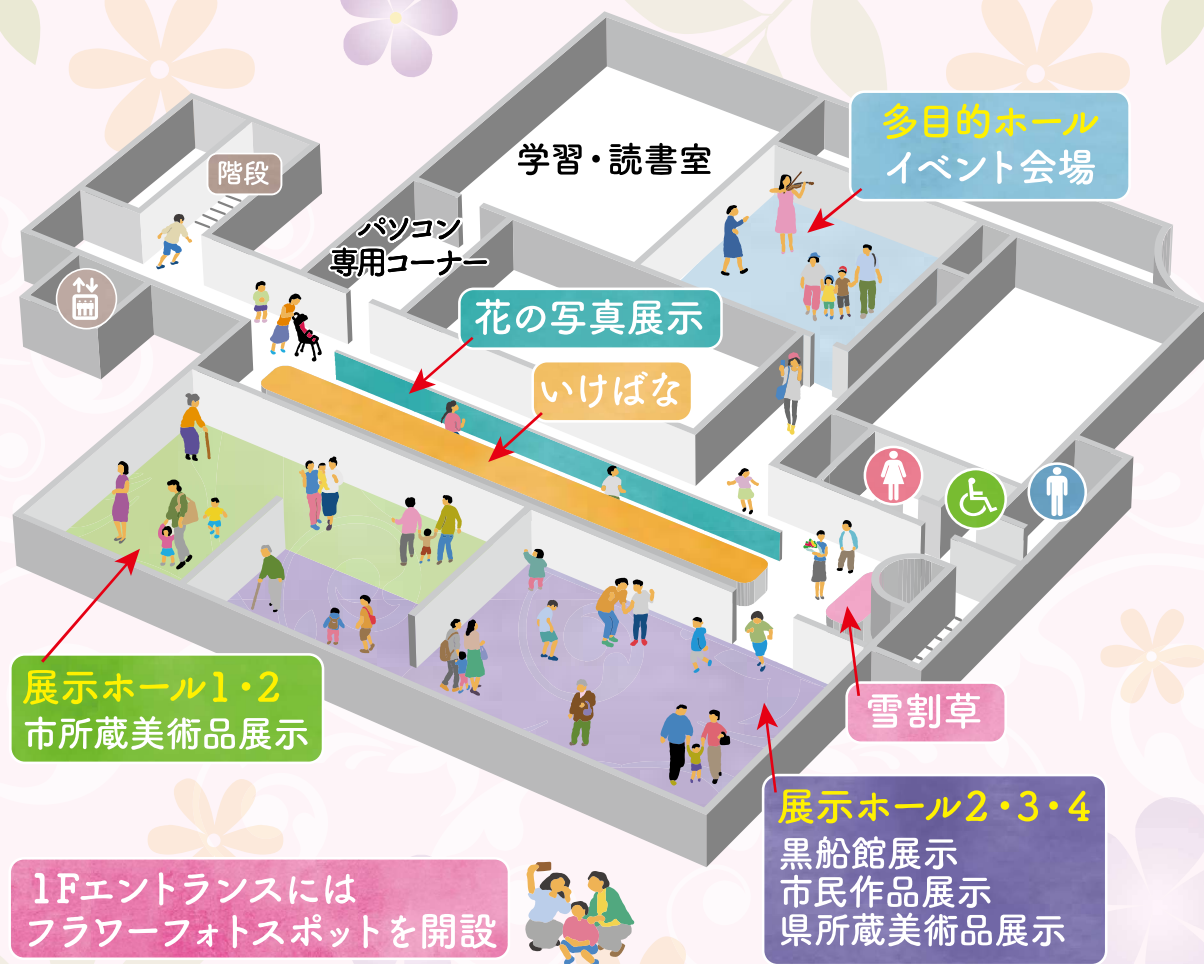 多目的ホール
イベント会場
学習・読書室
階段
パソコン
専用コーナー
花の写真展示
いけばな
展示ホール1・2
市所蔵美術品展示
雪割草
展示ホール2・3・4
黒船館展示
市民作品展示
県所蔵美術品展示
1Fエントランスには
フラワーフォトスポットを開設